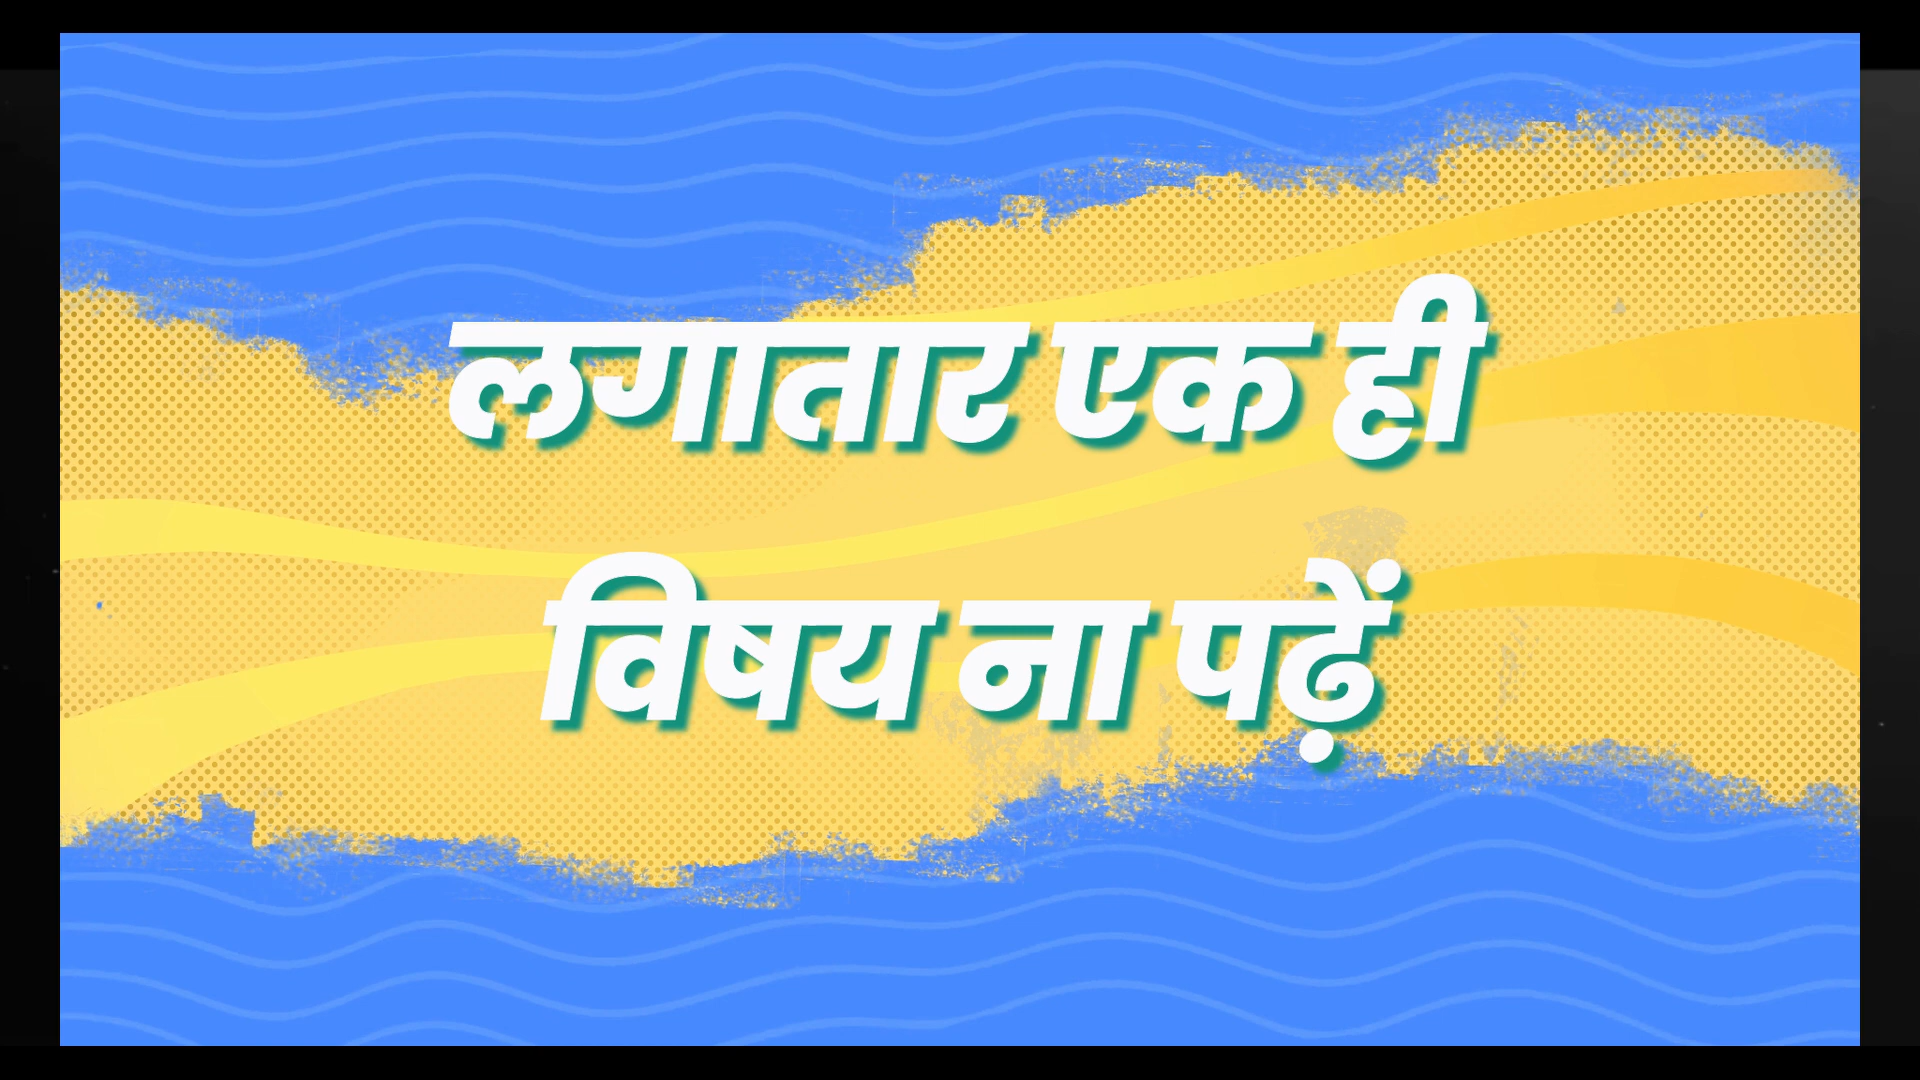 लगातार एक ही
विषय ना पढ़ें